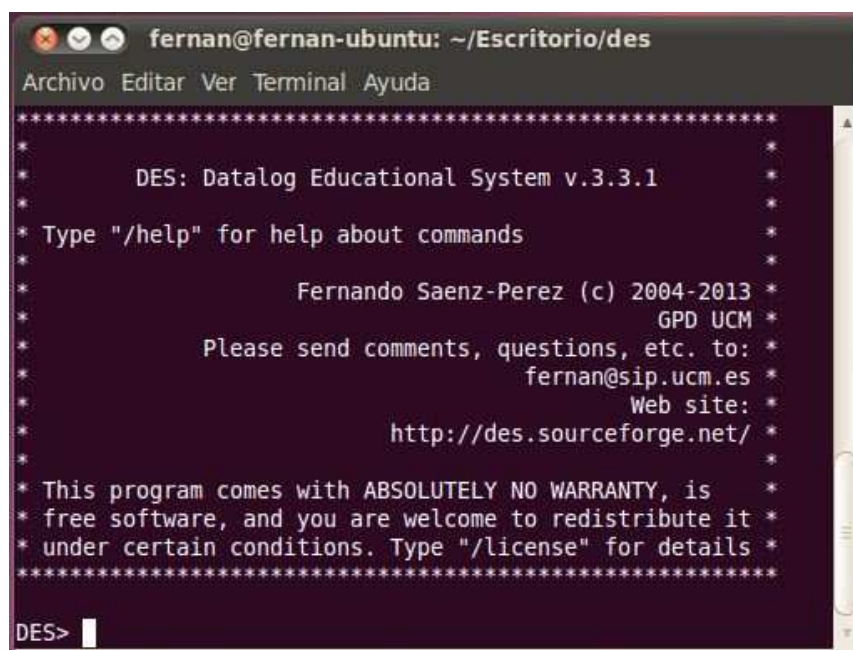 fernan@fernan-ubuntu: ~/Escritorio/des
Archivo Editar Ver Terminal Ayuda
*********************************************************
*                                                       *
*        DES: Datalog Educational System v.3.3.1        *
*                                                       *
* Type "/help" for help about commands                  *
*                                                       *
*                    Fernando Saenz-Perez (c) 2004-2013 *
*                                               GPD UCM *
*             Please send comments, questions, etc. to: *
*                                     fernan@sip.ucm.es *
*                                             Web site: *
*                           http://des.sourceforge.net/ *
*                                                       *
* This program comes with ABSOLUTELY NO WARRANTY, is    *
* free software, and you are welcome to redistribute it *
* under certain conditions. Type "/license" for details *
*********************************************************
DES>